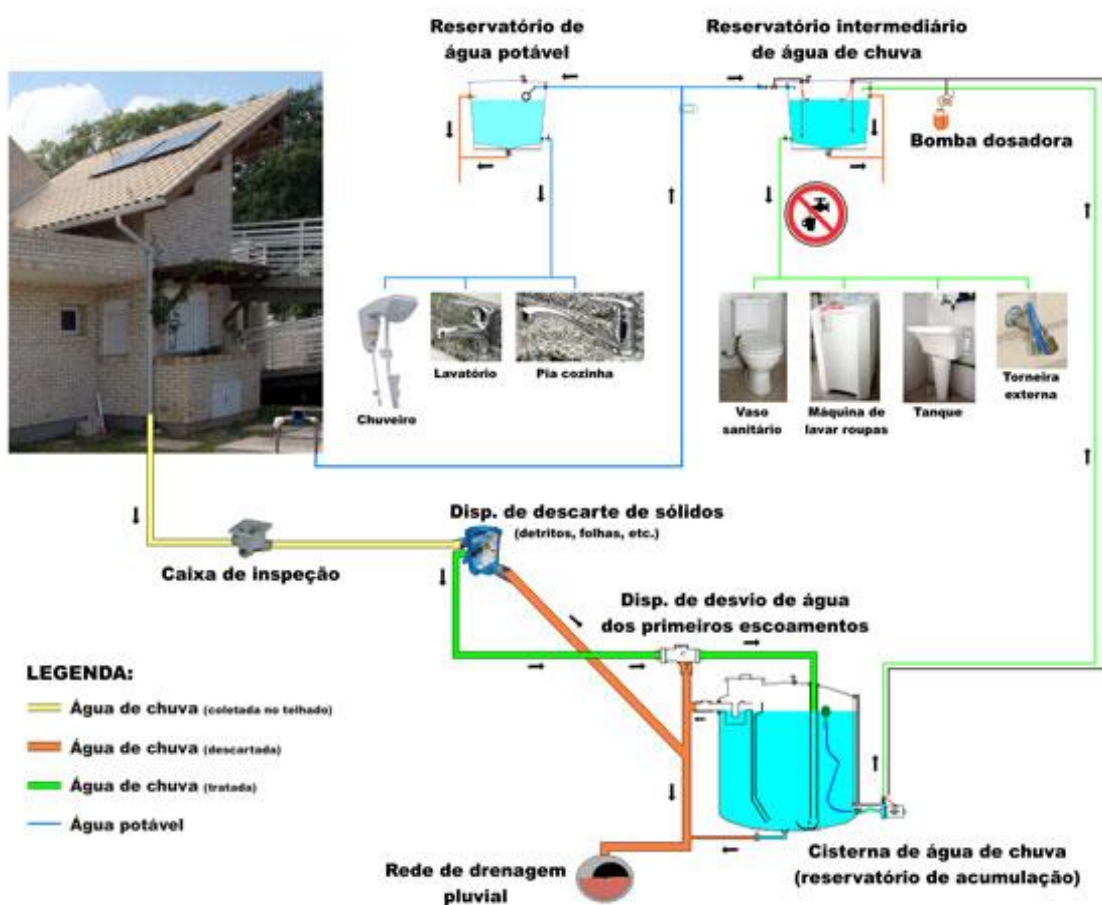 Reservatório de
água potável
Reservatório intermediário
de água de chuva
Bomba dosadora
Chuveiro
Lavatório
Pia cozinha
Vaso
sanitário
Máquina de
lavar roupas
Tanque
Torneira
externa
Disp. de descarte de sólidos
(detritos, folhas, etc.)
Caixa de inspeção
Disp. de desvio de água
dos primeiros escoamentos
LEGENDA:
Água de chuva (coletada no telhado)
Água de chuva (descartada)
Água de chuva (tratada)
Água potável
Rede de drenagem
pluvial
Cisterna de água de chuva
(reservatório de acumulação)